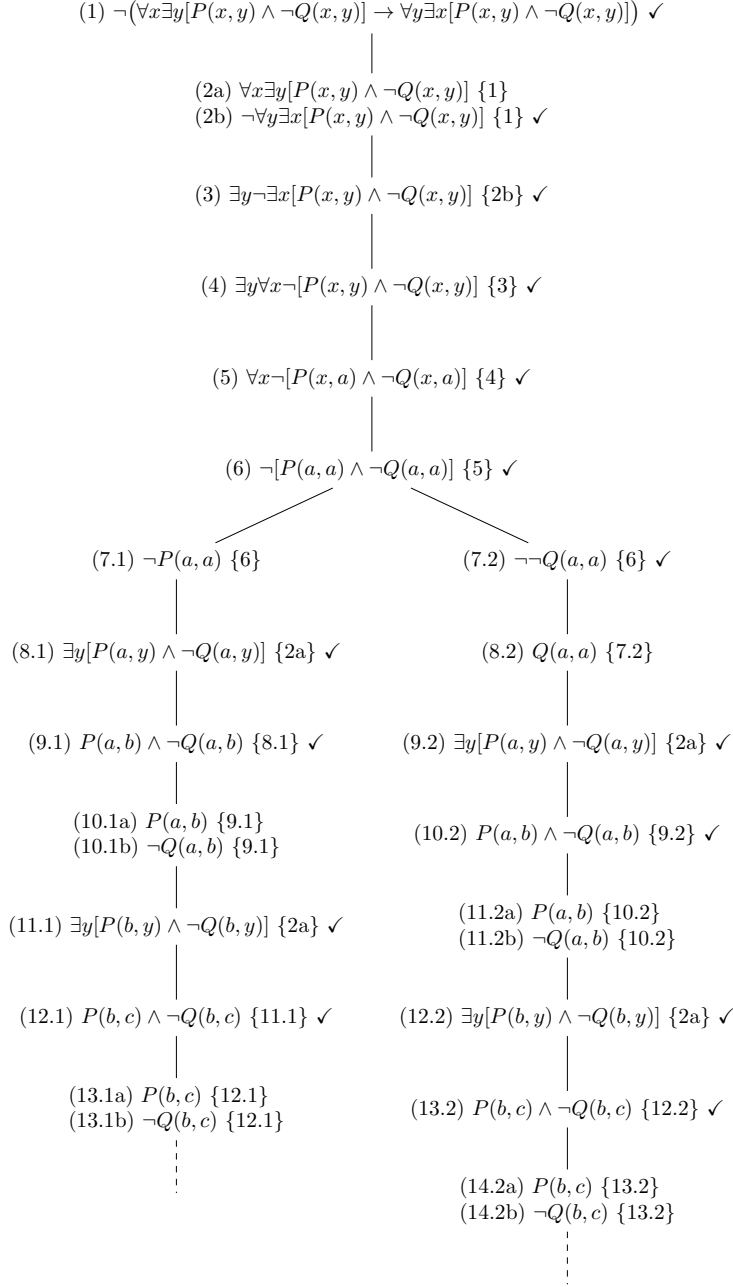 (1) ¬(∀x∃y[P(x, y) ∧ ¬Q(x, y)] → ∀y∃x[P(x, y) ∧ ¬Q(x, y)]) ✓
(2a) ∀x∃y[P(x, y) ∧ ¬Q(x, y)] {1}
(2b) ¬∀y∃x[P(x, y) ∧ ¬Q(x, y)] {1} ✓
(3) ∃y¬∃x[P(x, y) ∧ ¬Q(x, y)] {2b} ✓
(4) ∃y∀x¬[P(x, y) ∧ ¬Q(x, y)] {3} ✓
(5) ∀x¬[P(x, a) ∧ ¬Q(x, a)] {4} ✓
(6) ¬[P(a, a) ∧ ¬Q(a, a)] {5} ✓
(7.1) ¬P(a, a) {6}
(8.1) ∃y[P(a, y) ∧ ¬Q(a, y)] {2a} ✓
(9.1) P(a, b) ∧ ¬Q(a, b) {8.1} ✓
(10.1a) P(a, b) {9.1}
(10.1b) ¬Q(a, b) {9.1}
(11.1) ∃y[P(b, y) ∧ ¬Q(b, y)] {2a} ✓
(12.1) P(b, c) ∧ ¬Q(b, c) {11.1} ✓
(13.1a) P(b, c) {12.1}
(13.1b) ¬Q(b, c) {12.1}
(7.2) ¬¬Q(a, a) {6} ✓
(8.2) Q(a, a) {7.2}
(9.2) ∃y[P(a, y) ∧ ¬Q(a, y)] {2a} ✓
(10.2) P(a, b) ∧ ¬Q(a, b) {9.2} ✓
(11.2a) P(a, b) {10.2}
(11.2b) ¬Q(a, b) {10.2}
(12.2) ∃y[P(b, y) ∧ ¬Q(b, y)] {2a} ✓
(13.2) P(b, c) ∧ ¬Q(b, c) {12.2} ✓
(14.2a) P(b, c) {13.2}
(14.2b) ¬Q(b, c) {13.2}